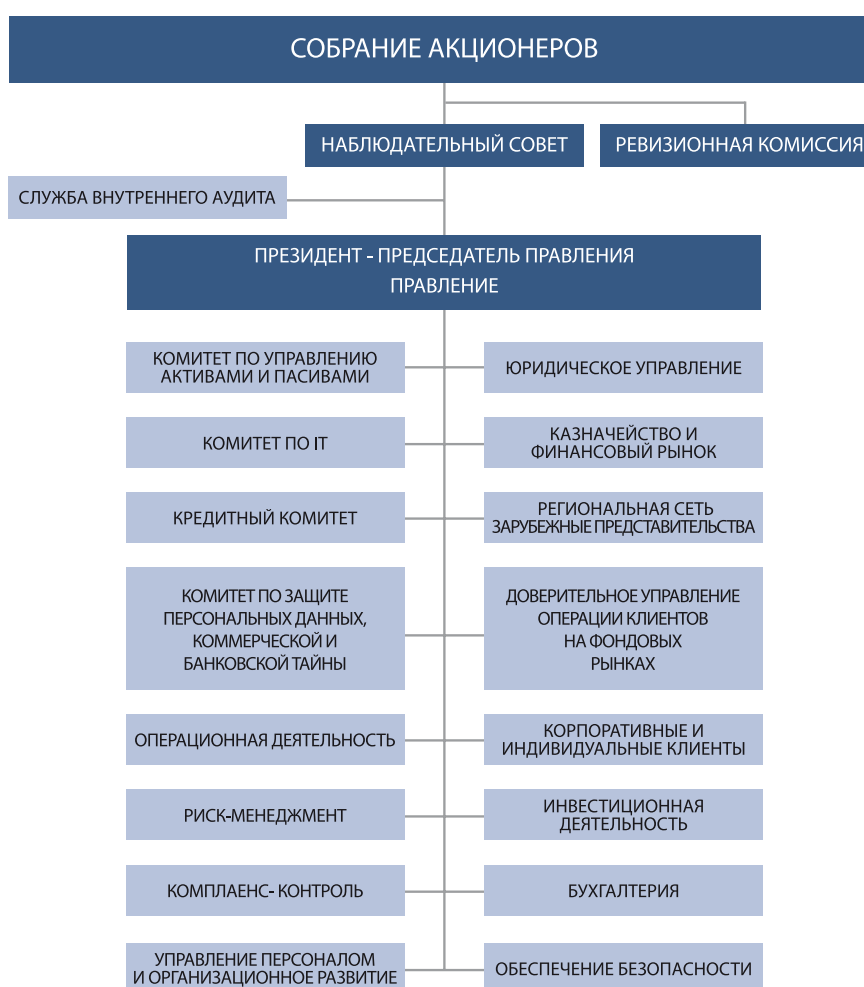 СОБРАНИЕ АКЦИОНЕРОВ
НАБЛЮДАТЕЛЬНЫЙ СОВЕТ
РЕВИЗИОННАЯ КОМИССИЯ
СЛУЖБА ВНУТРЕННЕГО АУДИТА
ПРЕЗИДЕНТ - ПРЕДСЕДАТЕЛЬ ПРАВЛЕНИЯ
ПРАВЛЕНИЕ
КОМИТЕТ ПО УПРАВЛЕНИЮ
АКТИВАМИ И ПАСИВАМИ
ЮРИДИЧЕСКОЕ УПРАВЛЕНИЕ
КОМИТЕТ ПО IT
КАЗНАЧЕЙСТВО И
ФИНАНСОВЫЙ РЫНОК
КРЕДИТНЫЙ КОМИТЕТ
РЕГИОНАЛЬНАЯ СЕТЬ
ЗАРУБЕЖНЫЕ ПРЕДСТАВИТЕЛЬСТВА
КОМИТЕТ ПО ЗАЩИТЕ
ПЕРСОНАЛЬНЫХ ДАННЫХ,
КОММЕРЧЕСКОЙ И
БАНКОВСКОЙ ТАЙНЫ
ДОВЕРИТЕЛЬНОЕ УПРАВЛЕНИЕ
ОПЕРАЦИИ КЛИЕНТОВ
НА ФОНДОВЫХ
РЫНКАХ
ОПЕРАЦИОННАЯ ДЕЯТЕЛЬНОСТЬ
КОРПОРАТИВНЫЕ И
ИНДИВИДУАЛЬНЫЕ КЛИЕНТЫ
РИСК-МЕНЕДЖМЕНТ
ИНВЕСТИЦИОННАЯ
ДЕЯТЕЛЬНОСТЬ
КОМПЛАЕНС- КОНТРОЛЬ
БУХГАЛТЕРИЯ
УПРАВЛЕНИЕ ПЕРСОНАЛОМ
И ОРГАНИЗАЦИОННОЕ РАЗВИТИЕ
ОБЕСПЕЧЕНИЕ БЕЗОПАСНОСТИ